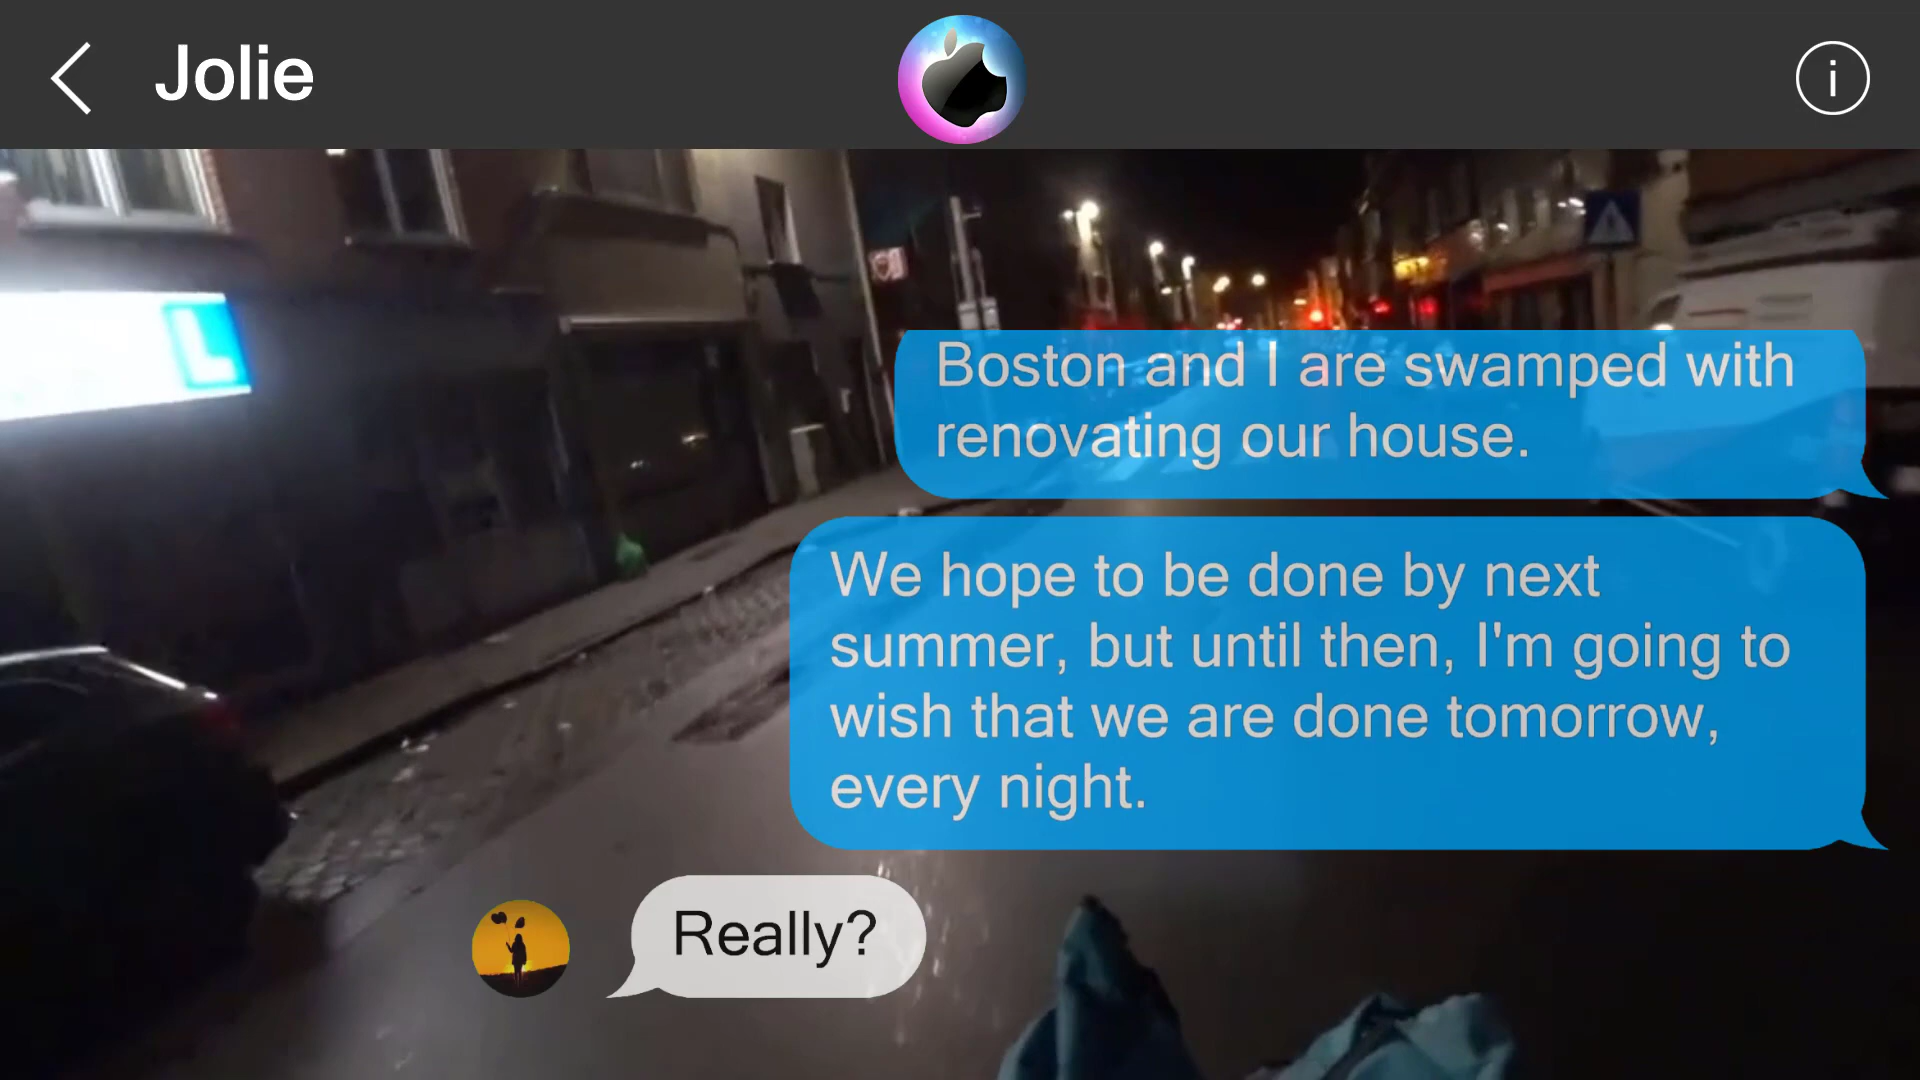 Jolie
i
Boston and I are swamped with
renovating our house.
We hope to be done by next
summer, but until then, I'm going to
wish that we are done tomorrow,
every night.
Really?
L